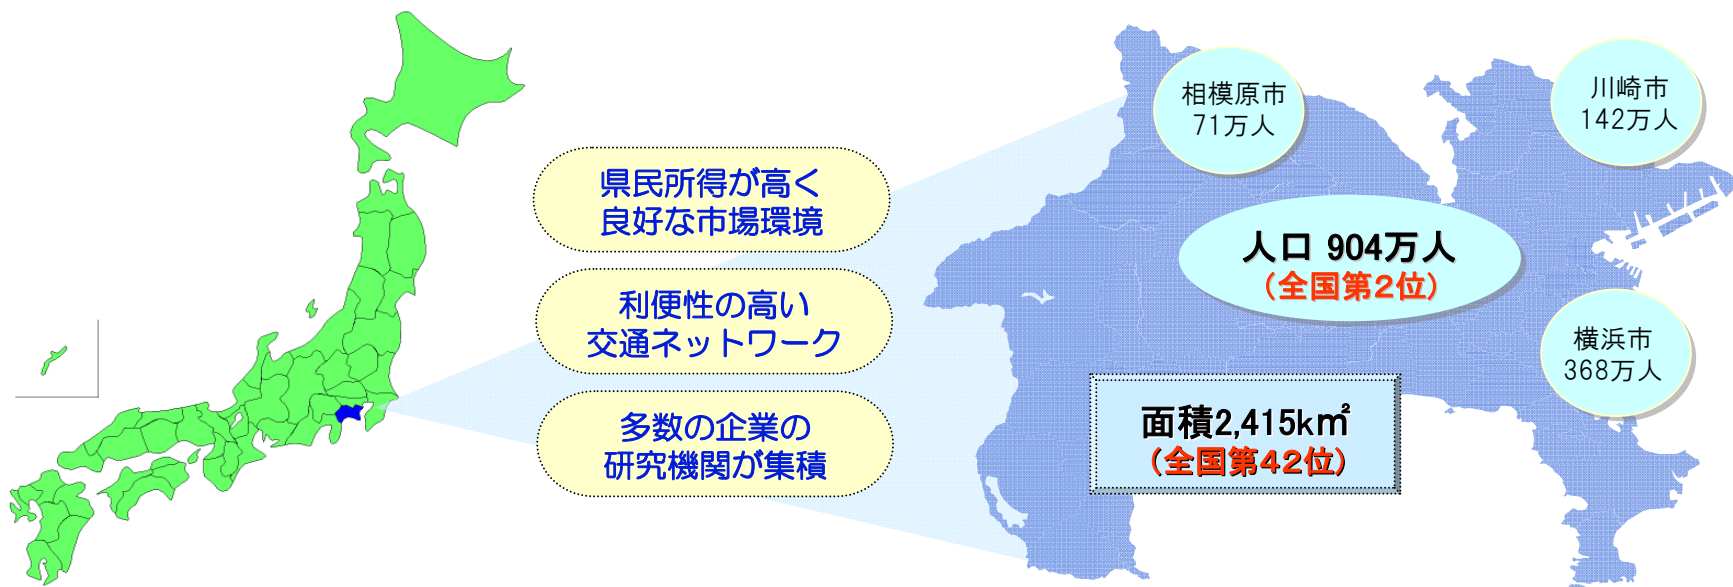 県民所得が高く
良好な市場環境
利便性の高い
交通ネットワーク
多数の企業の
研究機関が集積
相模原市
71万人
川崎市
142万人
人口 904万人
(全国第2位)
横浜市
368万人
面積2,415k㎡
(全国第42位)